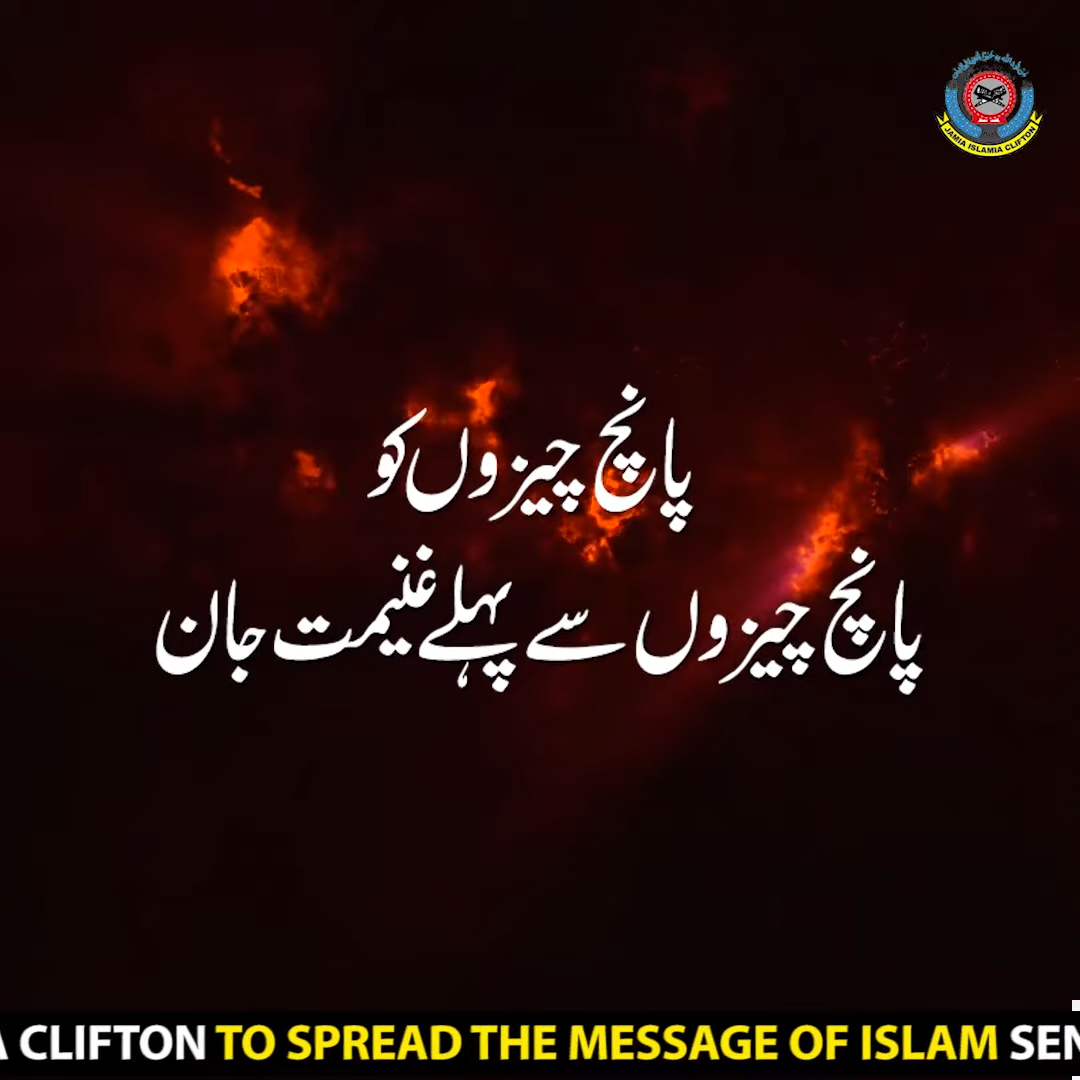 JAMIA ISLAMIA CLIFTON
پانچ چیزوں کو
پانچ چیزوں سے پہلے غنیمت جان
CLIFTON TO SPREAD THE MESSAGE OF ISLAM